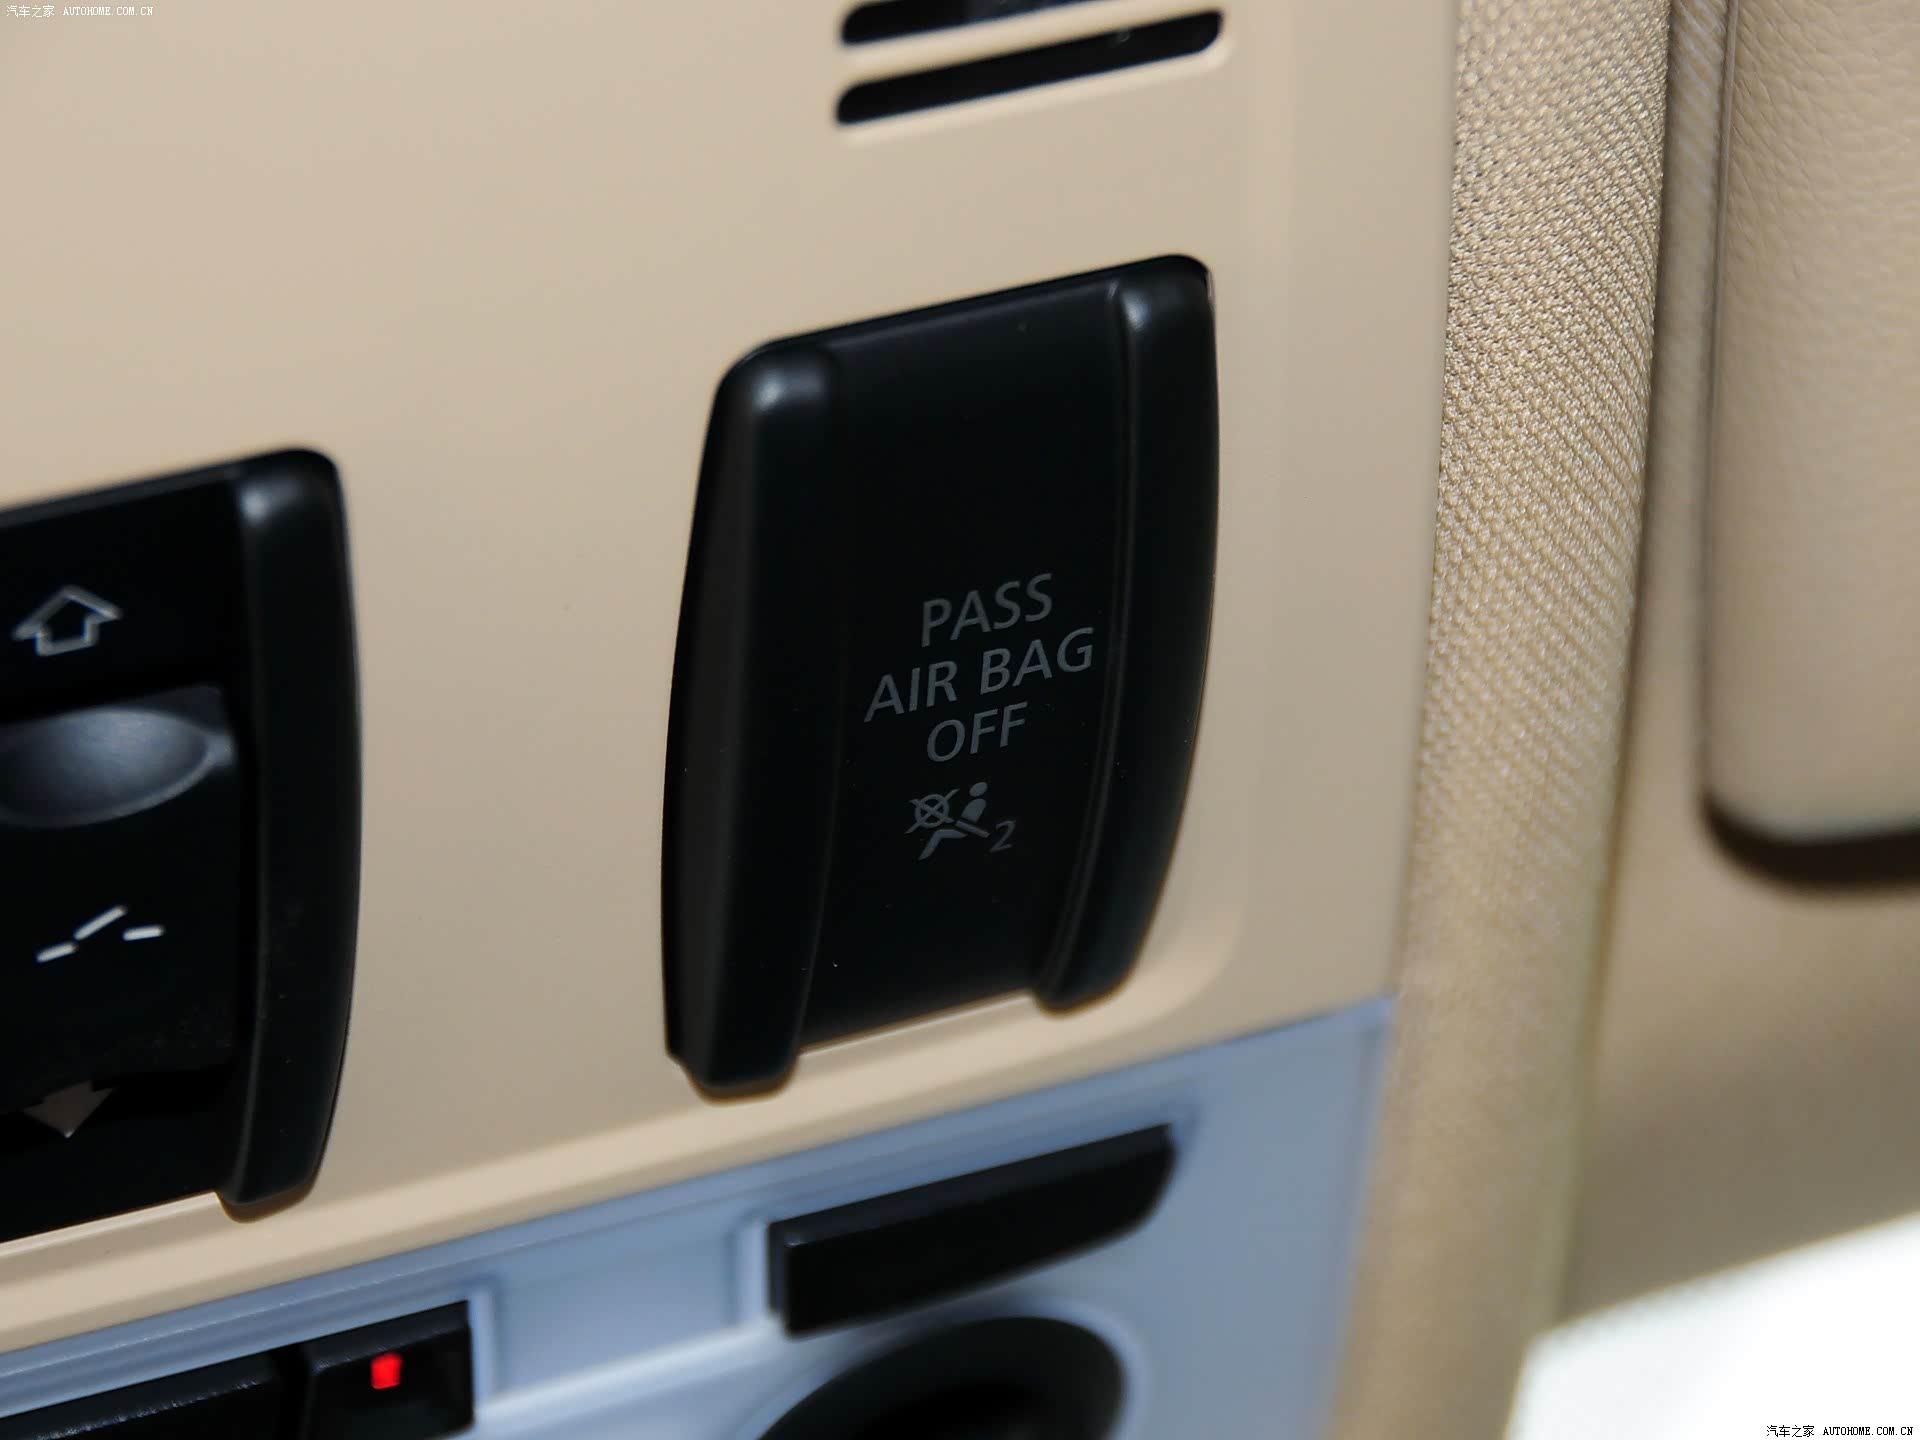 汽车之家 AUTOHOME.COM.CN
PASS
AIR BAG
OFF
2
汽车之家 AUTOHOME.COM.CN